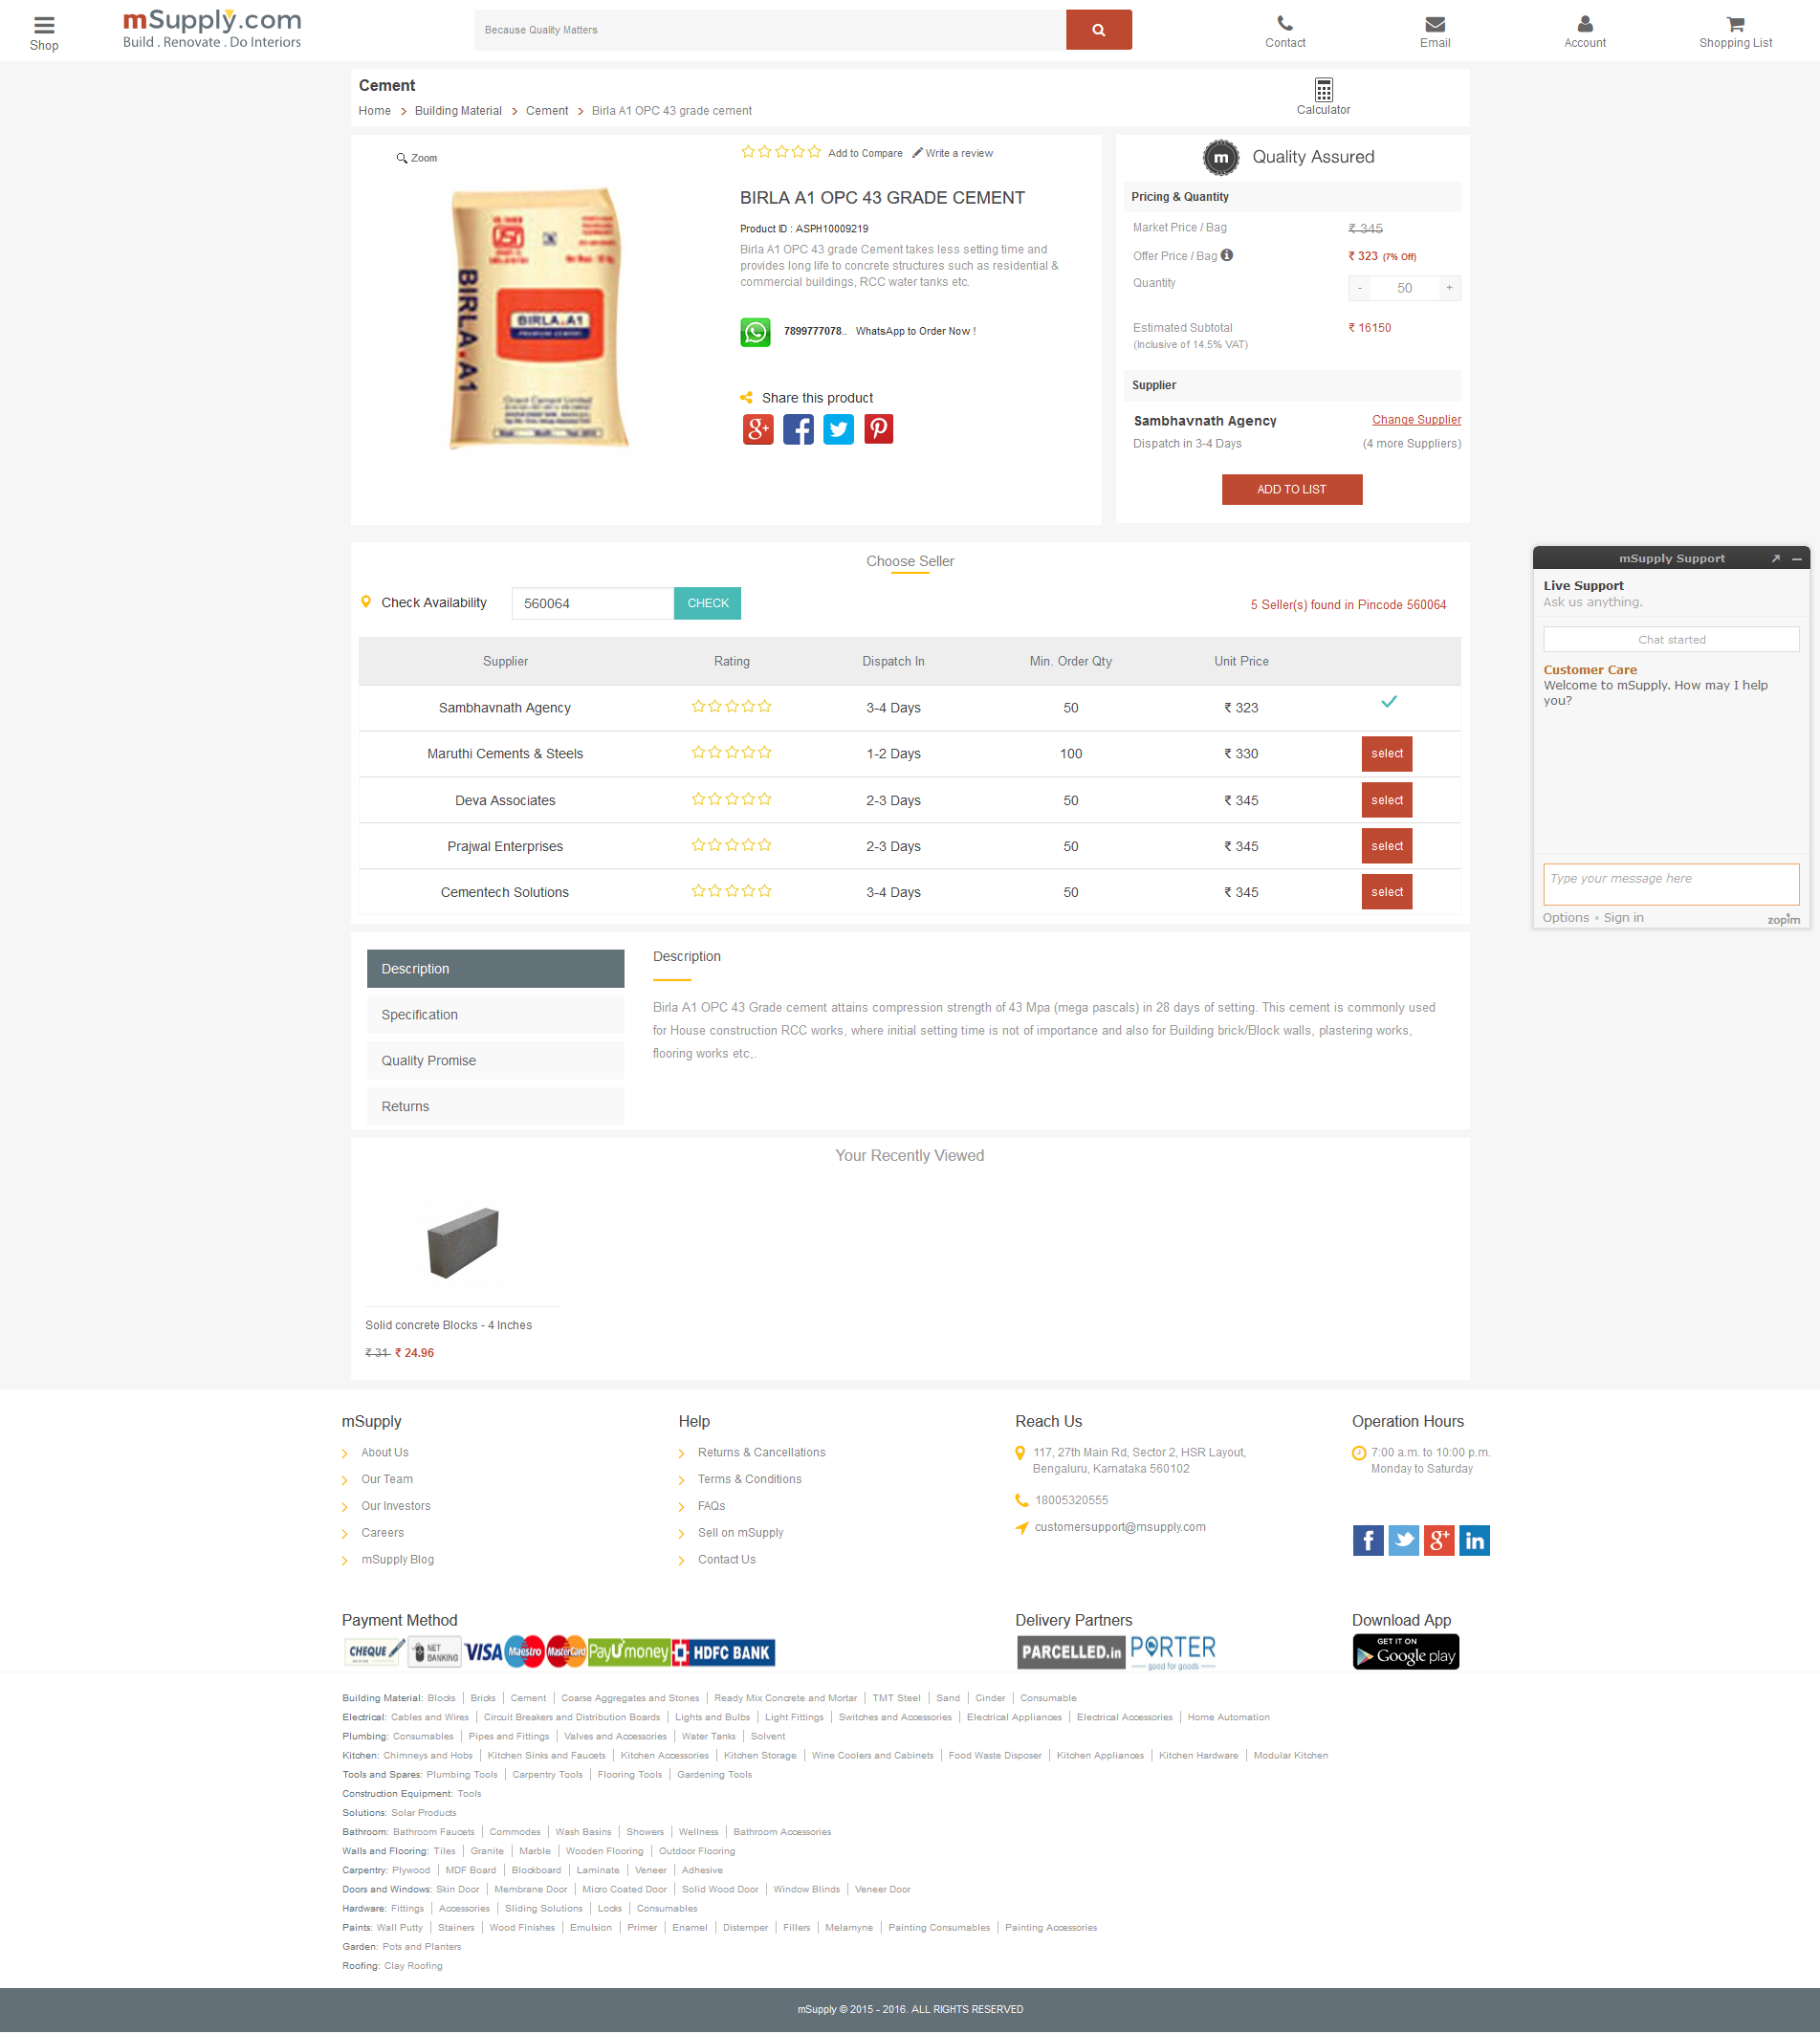 Shop
mSupply.com
Build . Renovate . Do Interiors
Because Quality Matters
Contact
Email
Account
Shopping List
Cement
Home > Building Material > Cement > Birla A1 OPC 43 grade cement
Calculator
Zoom
BIRLA.A1
BIRLA.A1
Add to Compare Write a review
BIRLA A1 OPC 43 GRADE CEMENT
Product ID : ASPH10009219
Birla A1 OPC 43 grade Cement takes less setting time and
provides long life to concrete structures such as residential &
commercial buildings, RCC water tanks etc.
7899777078.. WhatsApp to Order Now !
Share this product
m Quality Assured
Pricing & Quantity
Market Price / Bag ₹ 345
Offer Price / Bag ₹ 323 (7% Off)
Quantity - 50 +
Estimated Subtotal ₹ 16150
(Inclusive of 14.5% VAT)
Supplier
Sambhavnath Agency Change Supplier
Dispatch in 3-4 Days (4 more Suppliers)
ADD TO LIST
Choose Seller
Check Availability 560064 CHECK 5 Seller(s) found in Pincode 560064
Supplier Rating Dispatch In Min. Order Qty Unit Price
Sambhavnath Agency 3-4 Days 50 ₹ 323
Maruthi Cements & Steels 1-2 Days 100 ₹ 330 select
Deva Associates 2-3 Days 50 ₹ 345 select
Prajwal Enterprises 2-3 Days 50 ₹ 345 select
Cementech Solutions 3-4 Days 50 ₹ 345 select
mSupply Support
Live Support
Ask us anything.
Chat started
Customer Care
Welcome to mSupply. How may I help
you?
Type your message here
Options • Sign in zopim
Description
Specification
Quality Promise
Returns
Description
Birla A1 OPC 43 Grade cement attains compression strength of 43 Mpa (mega pascals) in 28 days of setting. This cement is commonly used
for House construction RCC works, where initial setting time is not of importance and also for Building brick/Block walls, plastering works,
flooring works etc,.
Your Recently Viewed
Solid concrete Blocks - 4 Inches
₹ 31 ₹ 24.96
mSupply
About Us
Our Team
Our Investors
Careers
mSupply Blog
Help
Returns & Cancellations
Terms & Conditions
FAQs
Sell on mSupply
Contact Us
Reach Us
117, 27th Main Rd, Sector 2, HSR Layout,
Bengaluru, Karnataka 560102
18005320555
customersupport@msupply.com
Operation Hours
7:00 a.m. to 10:00 p.m.
Monday to Saturday
Payment Method
CHEQUE NET BANKING VISA Maestro MasterCard PayUmoney HDFC BANK
Delivery Partners
PARCELLED.in PORTER
good for goods
Download App
GET IT ON
Google play
Building Material: Blocks | Bricks | Cement | Coarse Aggregates and Stones | Ready Mix Concrete and Mortar | TMT Steel | Sand | Cinder | Consumable
Electrical: Cables and Wires | Circuit Breakers and Distribution Boards | Lights and Bulbs | Light Fittings | Switches and Accessories | Electrical Appliances | Electrical Accessories | Home Automation
Plumbing: Consumables | Pipes and Fittings | Valves and Accessories | Water Tanks | Solvent
Kitchen: Chimneys and Hobs | Kitchen Sinks and Faucets | Kitchen Accessories | Kitchen Storage | Wine Coolers and Cabinets | Food Waste Disposer | Kitchen Appliances | Kitchen Hardware | Modular Kitchen
Tools and Spares: Plumbing Tools | Carpentry Tools | Flooring Tools | Gardening Tools
Construction Equipment: Tools
Solutions: Solar Products
Bathroom: Bathroom Faucets | Commodes | Wash Basins | Showers | Wellness | Bathroom Accessories
Walls and Flooring: Tiles | Granite | Marble | Wooden Flooring | Outdoor Flooring
Carpentry: Plywood | MDF Board | Blockboard | Laminate | Veneer | Adhesive
Doors and Windows: Skin Door | Membrane Door | Micro Coated Door | Solid Wood Door | Window Blinds | Veneer Door
Hardware: Fittings | Accessories | Sliding Solutions | Locks | Consumables
Paints: Wall Putty | Stainers | Wood Finishes | Emulsion | Primer | Enamel | Distemper | Fillers | Melamyne | Painting Consumables | Painting Accessories
Garden: Pots and Planters
Roofing: Clay Roofing
mSupply © 2015 - 2016. ALL RIGHTS RESERVED